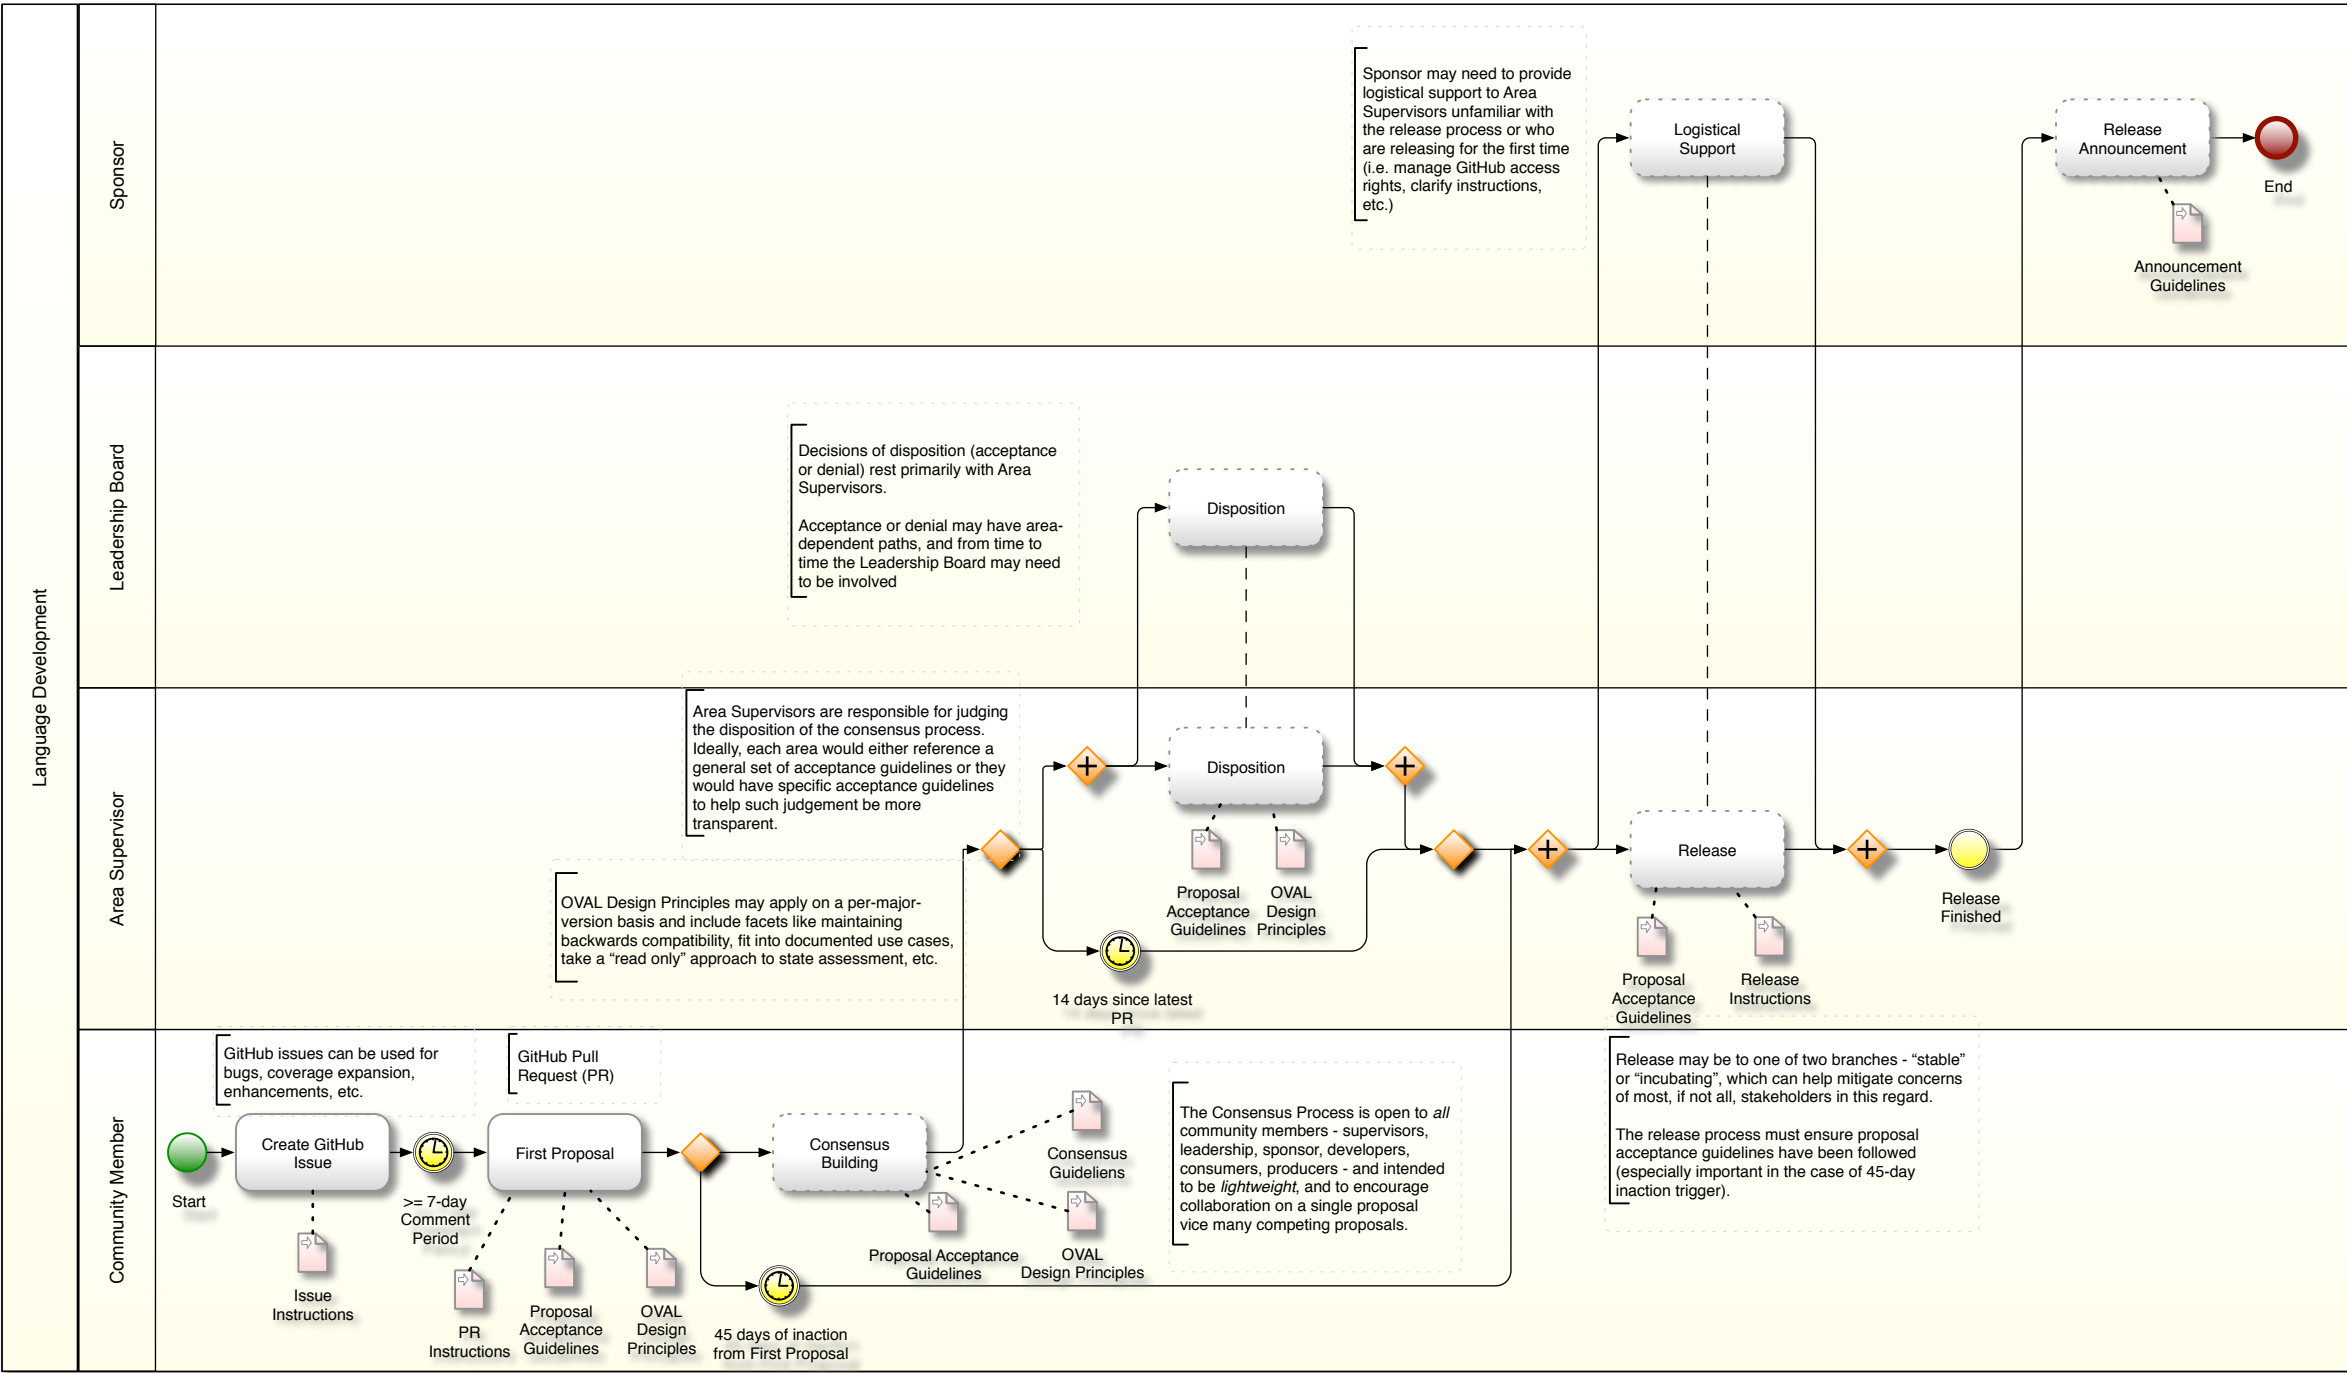 Language Development
Sponsor
Sponsor may need to provide
logistical support to Area
Supervisors unfamiliar with
the release process or who
are releasing for the first time
(i.e. manage GitHub access
rights, clarify instructions,
etc.)
Logistical
Support
Release
Announcement
End
Announcement
Guidelines
Leadership Board
Decisions of disposition (acceptance
or denial) rest primarily with Area
Supervisors.
Acceptance or denial may have area-
dependent paths, and from time to
time the Leadership Board may need
to be involved
Disposition
Area Supervisor
Area Supervisors are responsible for judging
the disposition of the consensus process.
Ideally, each area would either reference a
general set of acceptance guidelines or they
would have specific acceptance guidelines
to help such judgement be more
transparent.
OVAL Design Principles may apply on a per-major-
version basis and include facets like maintaining
backwards compatibility, fit into documented use cases,
take a “read only” approach to state assessment, etc.
Disposition
Proposal
Acceptance
Guidelines
OVAL
Design
Principles
14 days since latest
PR
Release
Proposal
Acceptance
Guidelines
Release
Instructions
Release
Finished
Community Member
GitHub issues can be used for
bugs, coverage expansion,
enhancements, etc.
GitHub Pull
Request (PR)
Start
Create GitHub
Issue
Issue
Instructions
>= 7-day
Comment
Period
First Proposal
PR
Instructions
Proposal
Acceptance
Guidelines
OVAL
Design
Principles
45 days of inaction
from First Proposal
Consensus
Building
Proposal Acceptance
Guidelines
Consensus
Guideliens
OVAL
Design Principles
The Consensus Process is open to all
community members - supervisors,
leadership, sponsor, developers,
consumers, producers - and intended
to be lightweight, and to encourage
collaboration on a single proposal
vice many competing proposals.
Release may be to one of two branches - “stable”
or “incubating”, which can help mitigate concerns
of most, if not all, stakeholders in this regard.
The release process must ensure proposal
acceptance guidelines have been followed
(especially important in the case of 45-day
inaction trigger).